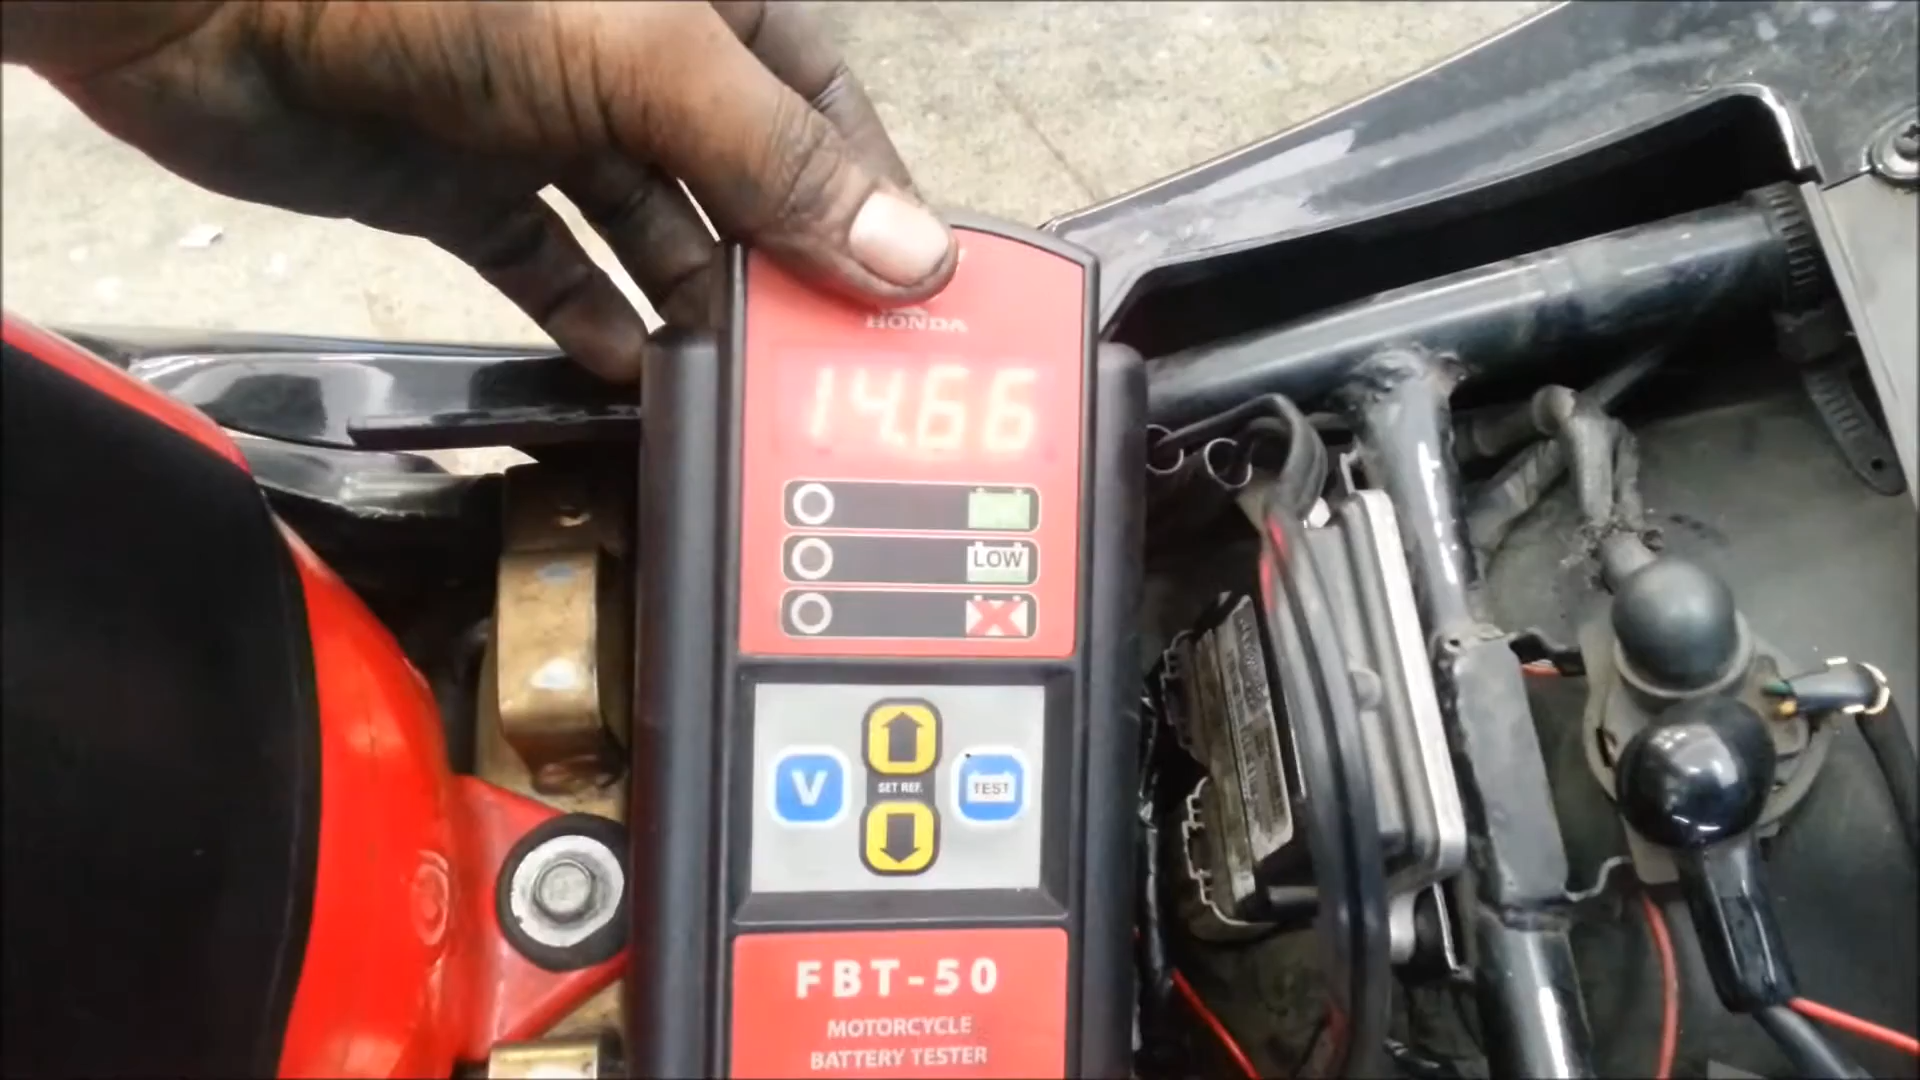 HONDA
14.66
LOW
V
SET REF.
TEST
FBT-50
MOTORCYCLE
BATTERY TESTER